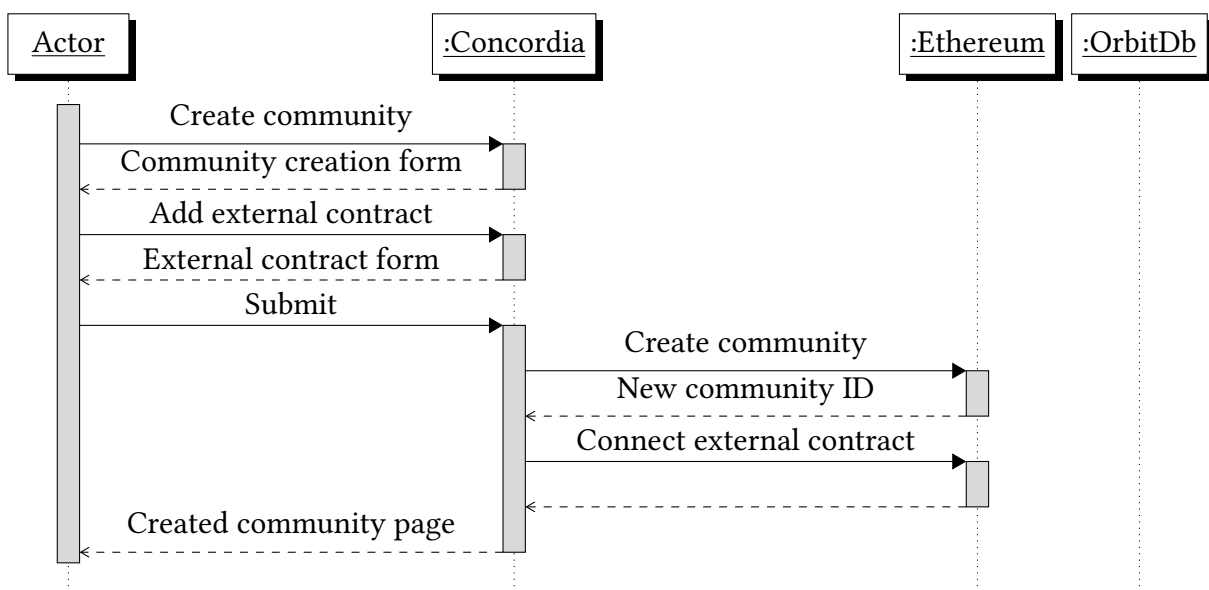 Actor
:Concordia
:Ethereum
:OrbitDb
Create community
Community creation form
Add external contract
External contract form
Submit
Create community
New community ID
Connect external contract
Created community page